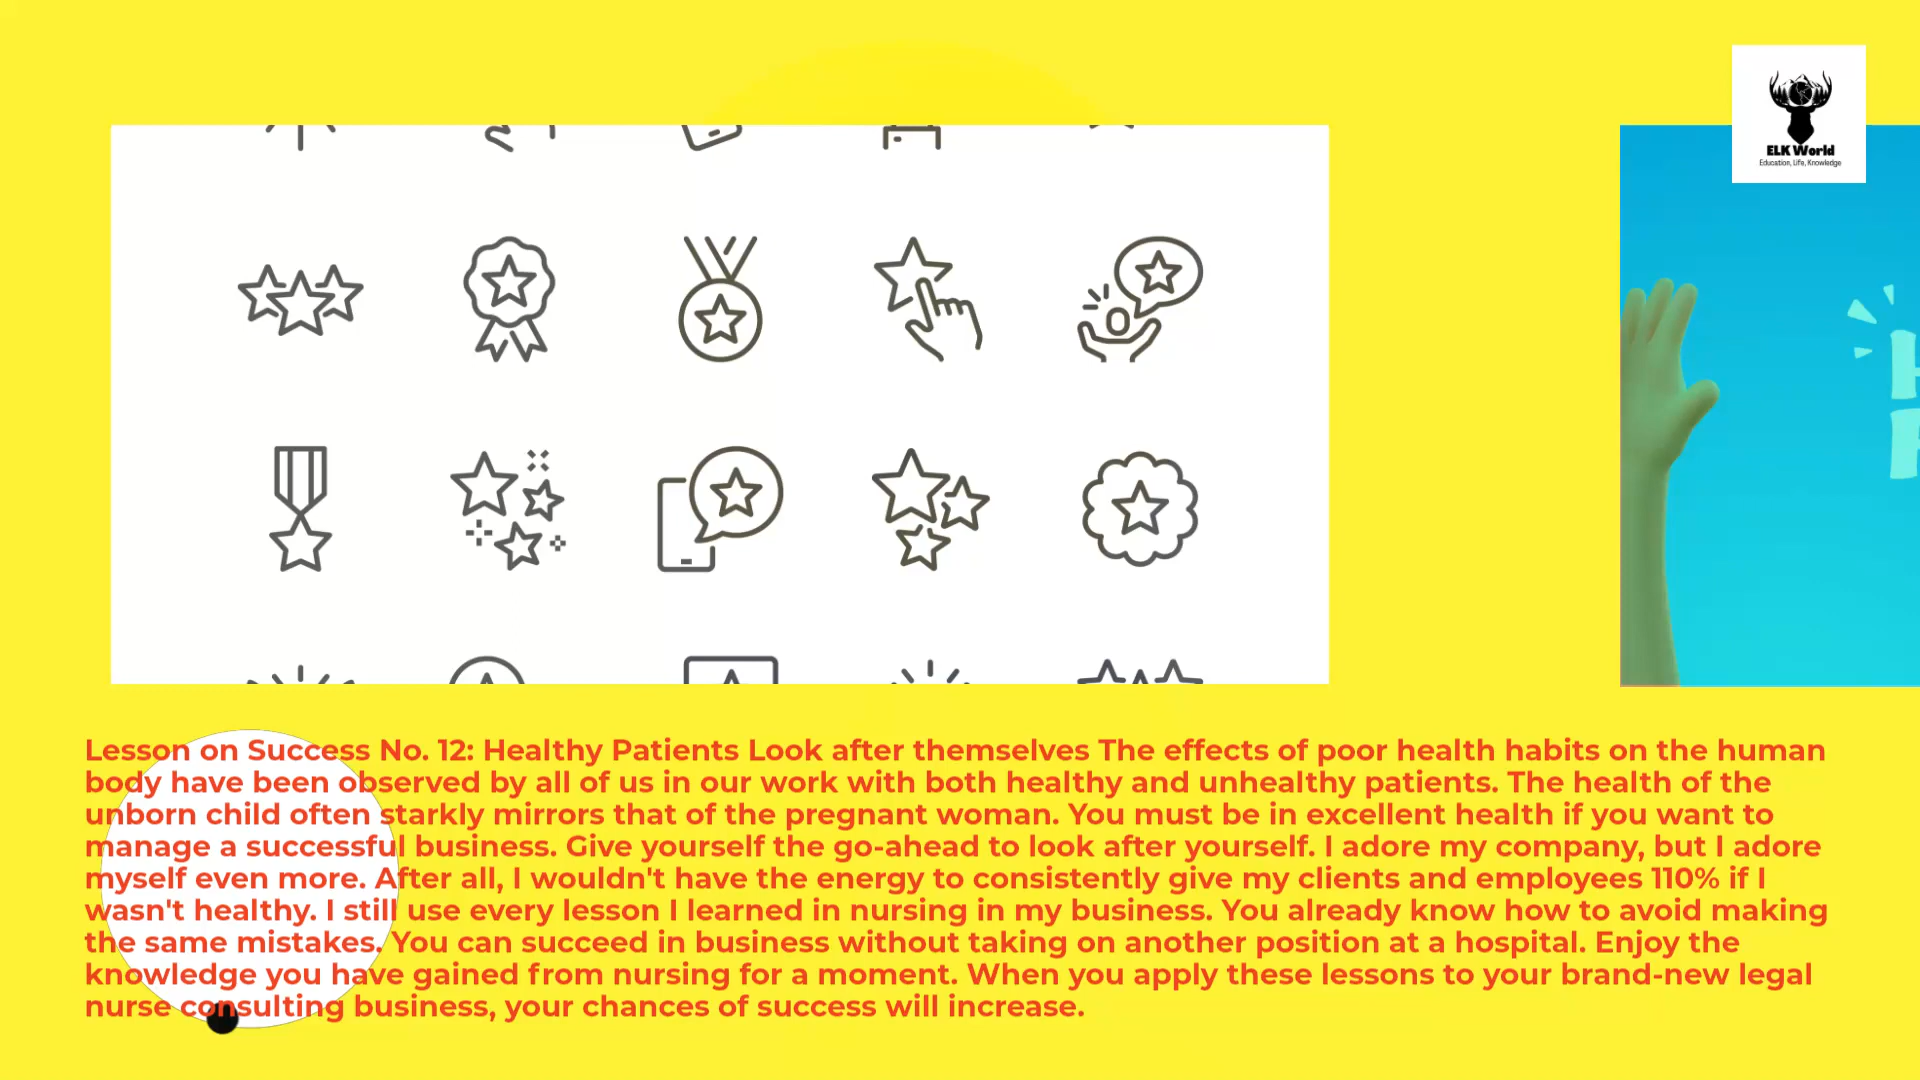 ELK World
Education, Life, Knowledge
Lesson on Success No. 12: Healthy Patients Look after themselves The effects of poor health habits on the human
body have been observed by all of us in our work with both healthy and unhealthy patients. The health of the
unborn child often starkly mirrors that of the pregnant woman. You must be in excellent health if you want to
manage a successful business. Give yourself the go-ahead to look after yourself. I adore my company, but I adore
myself even more. After all, I wouldn't have the energy to consistently give my clients and employees 110% if I
wasn't healthy. I still use every lesson I learned in nursing in my business. You already know how to avoid making
the same mistakes. You can succeed in business without taking on another position at a hospital. Enjoy the
knowledge you have gained from nursing for a moment. When you apply these lessons to your brand-new legal
nurse consulting business, your chances of success will increase.